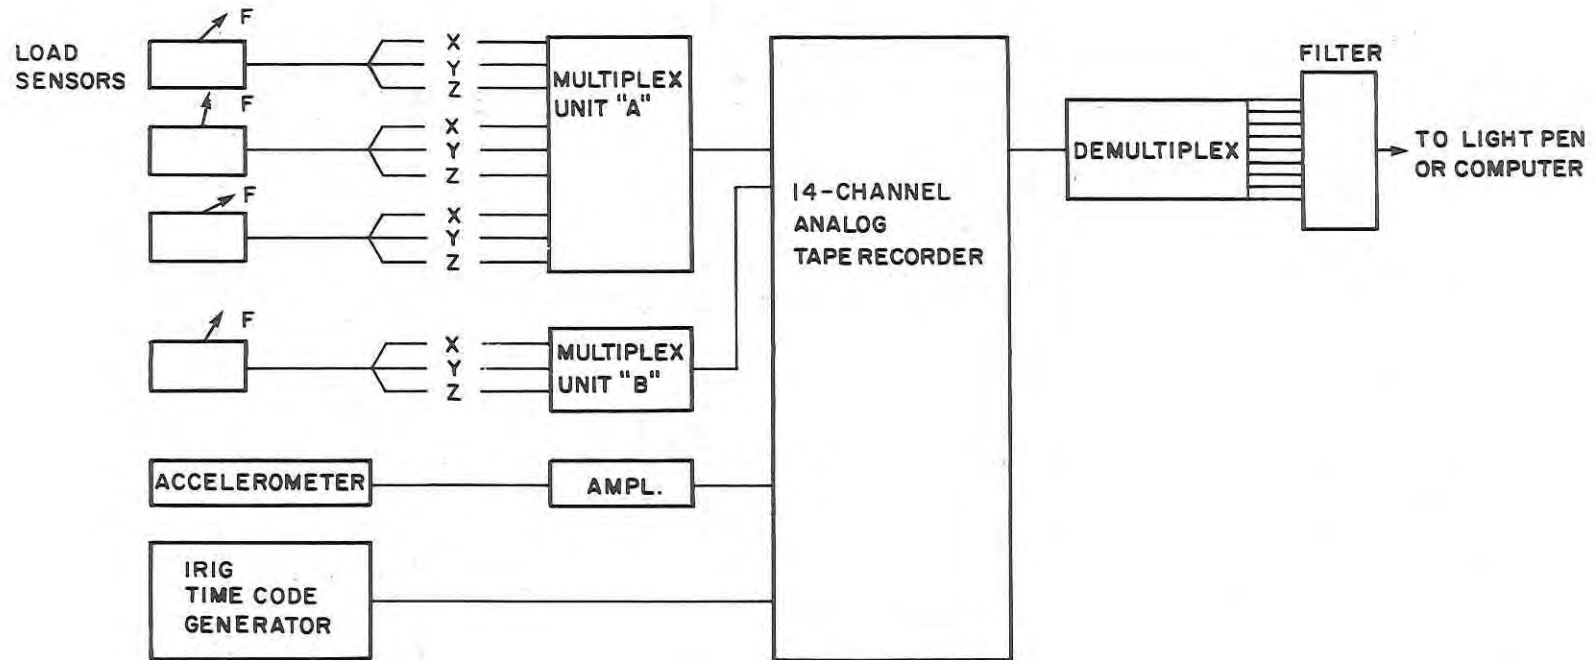 LOAD
SENSORS
F
X
Y
Z
F
X
Y
Z
F
X
Y
Z
MULTIPLEX
UNIT "A"
F
X
Y
Z
MULTIPLEX
UNIT "B"
ACCELEROMETER
AMPL.
IRIG
TIME CODE
GENERATOR
14-CHANNEL
ANALOG
TAPE RECORDER
DEMULTIPLEX
FILTER
TO LIGHT PEN
OR COMPUTER